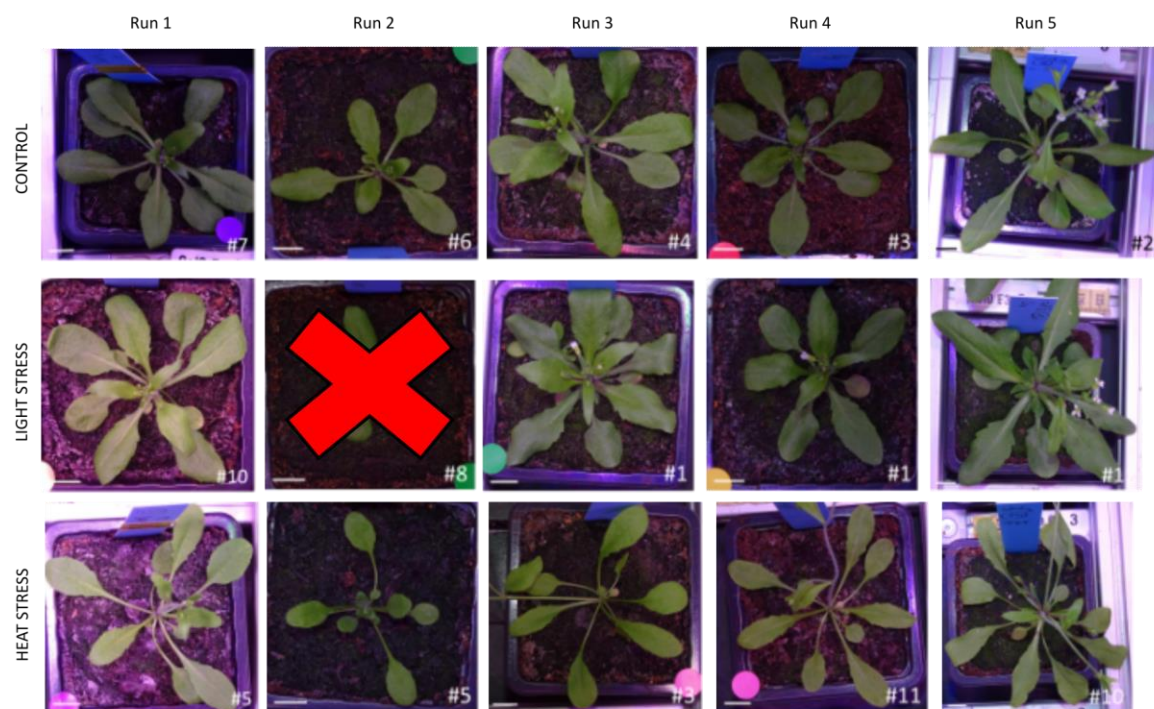 Run 1 Run 2 Run 3 Run 4 Run 5
CONTROL
#7 #6 #4 #3 #2
LIGHT STRESS
#10 #8 #1 #1 #1
HEAT STRESS
3
#5 #5 #3 #11 #10